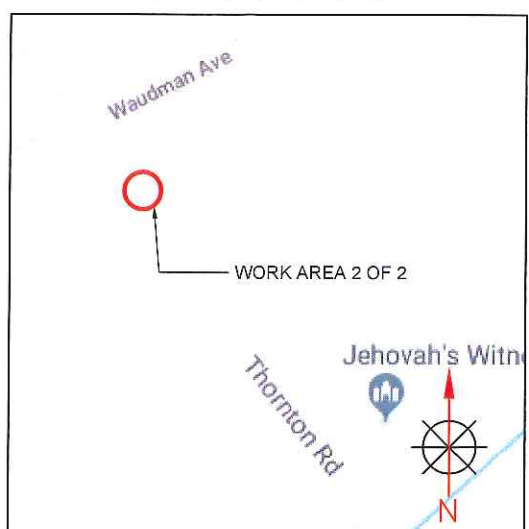 Waudman Ave
WORK AREA 2 OF 2
Jehovah's Witn
Thornton Rd
N